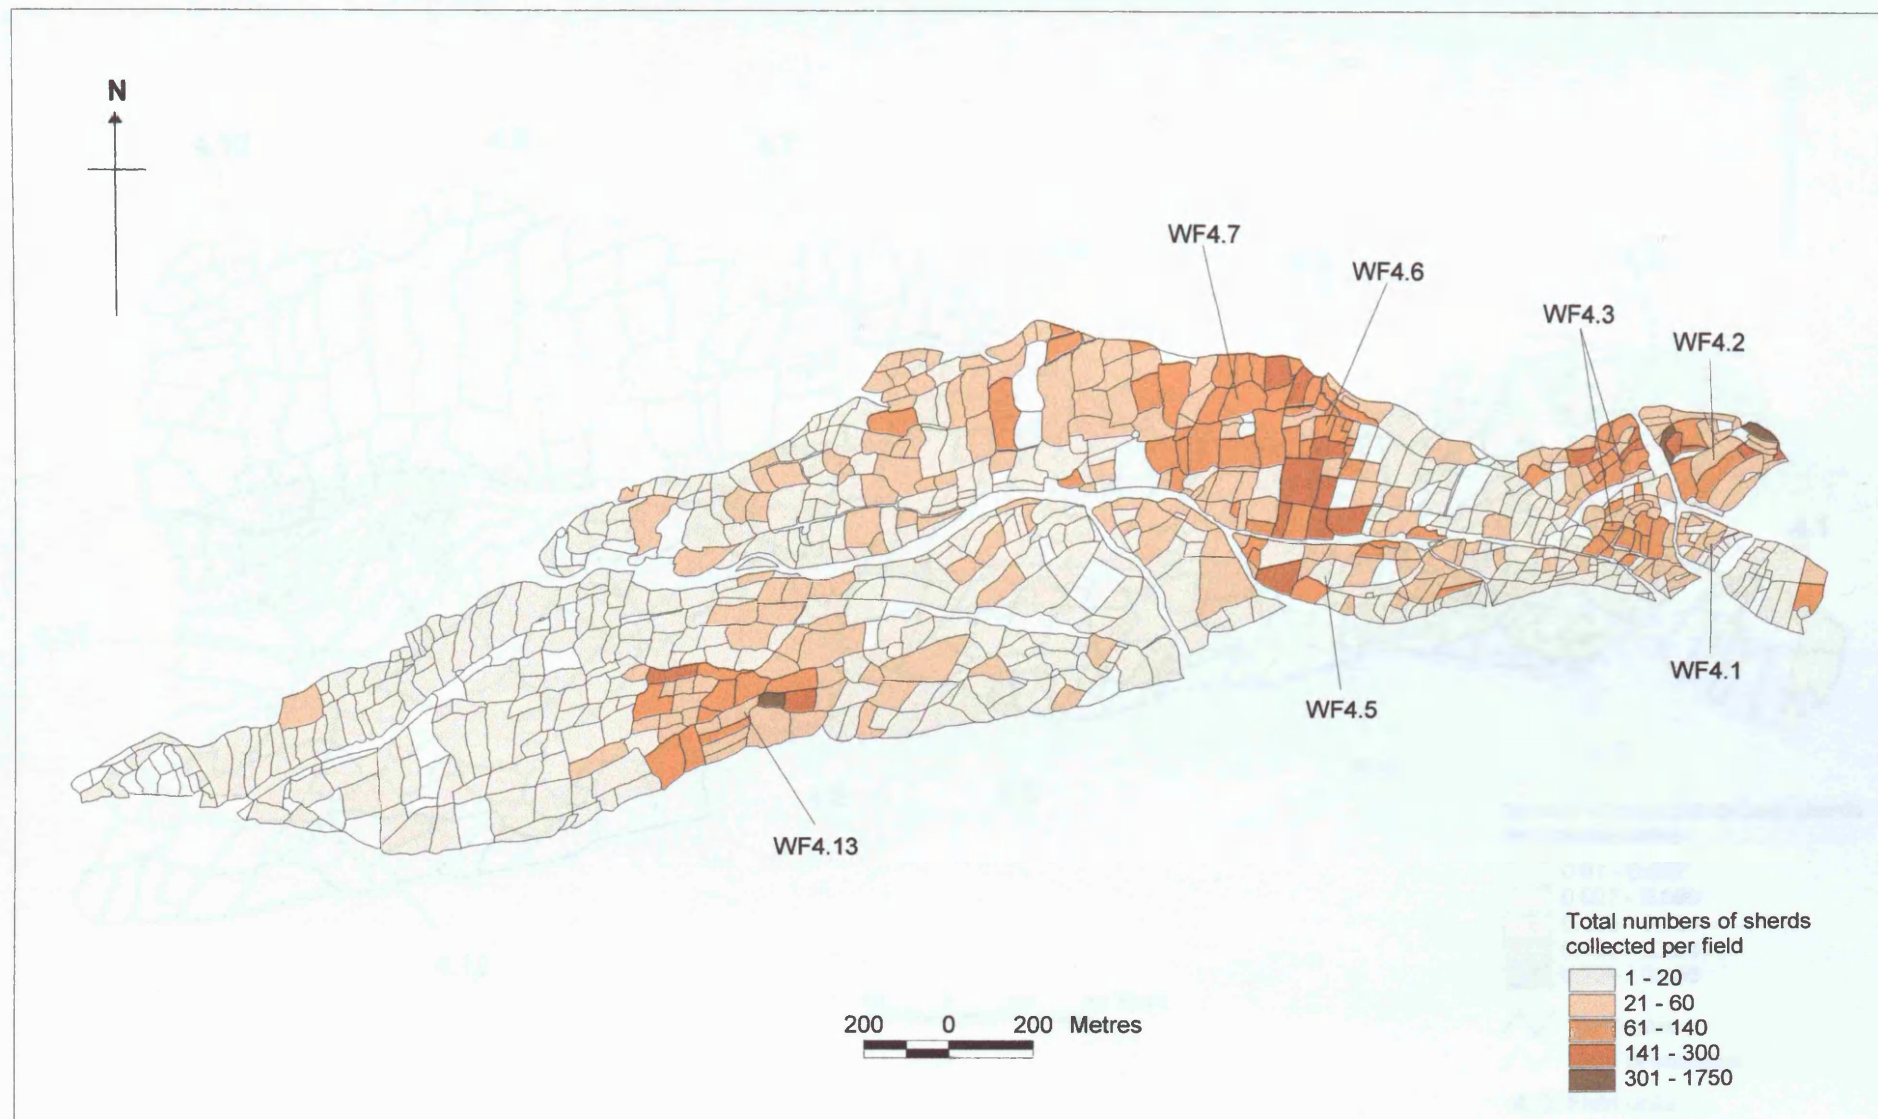 N
WF4.7
WF4.6
WF4.3
WF4.2
WF4.1
WF4.5
WF4.13
Total numbers of sherds
collected per field
1 - 20
21 - 60
61 - 140
141 - 300
301 - 1750
200 0 200 Metres